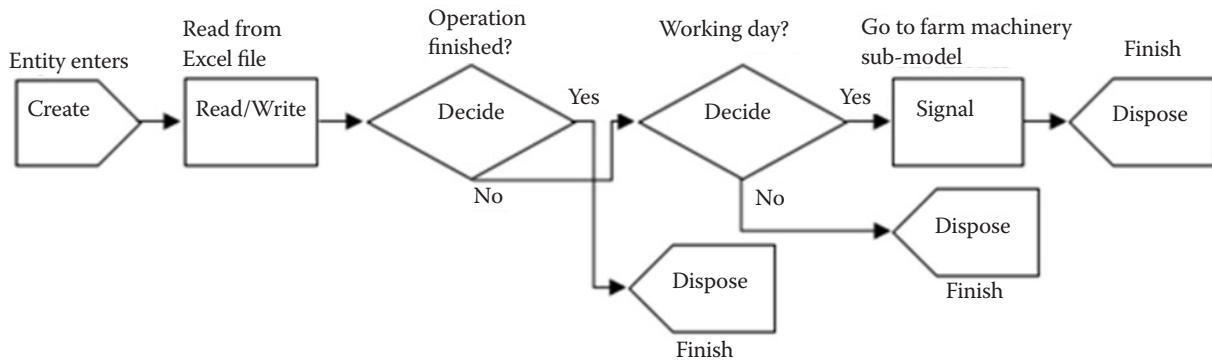 Entity enters
Create
Read from
Excel file
Read/Write
Operation
finished?
Decide
Yes
No
Working day?
Decide
Yes
No
Go to farm machinery
sub-model
Signal
Finish
Dispose
Dispose
Finish
Dispose
Finish